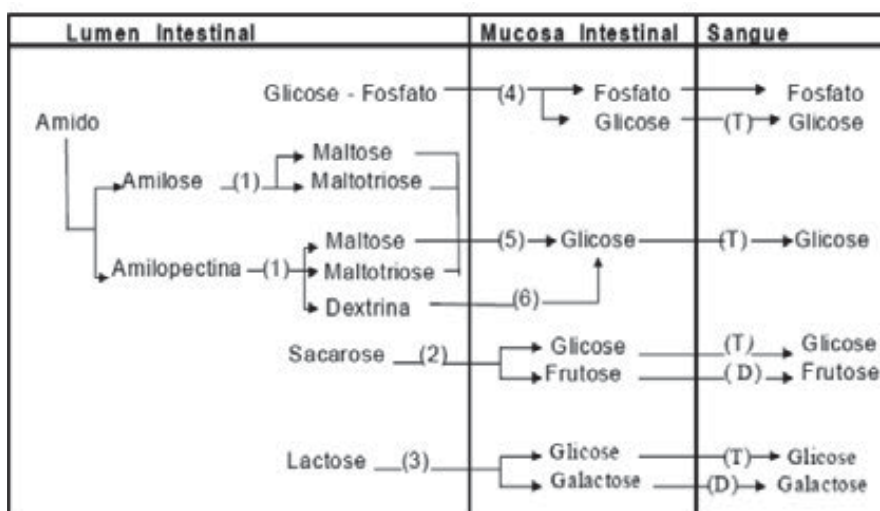 Lumen Intestinal Mucosa Intestinal Sangue
Glicose - Fosfato (4) Fosfato Fosfato
Glicose (T) Glicose
Amido
Maltose
Amilose (1) Maltotriose
Maltose (5) Glicose (T) Glicose
Amilopectina (1) Maltotriose
Dextrina (6)
Sacarose (2) Glicose (T) Glicose
Frutose (D) Frutose
Lactose (3) Glicose (T) Glicose
Galactose (D) Galactose